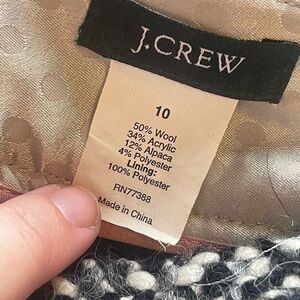 J.CREW
10
50% Wool
34% Acrylic
12% Alpaca
4% Polyester
Lining:
100% Polyester
RN77388
Made in China